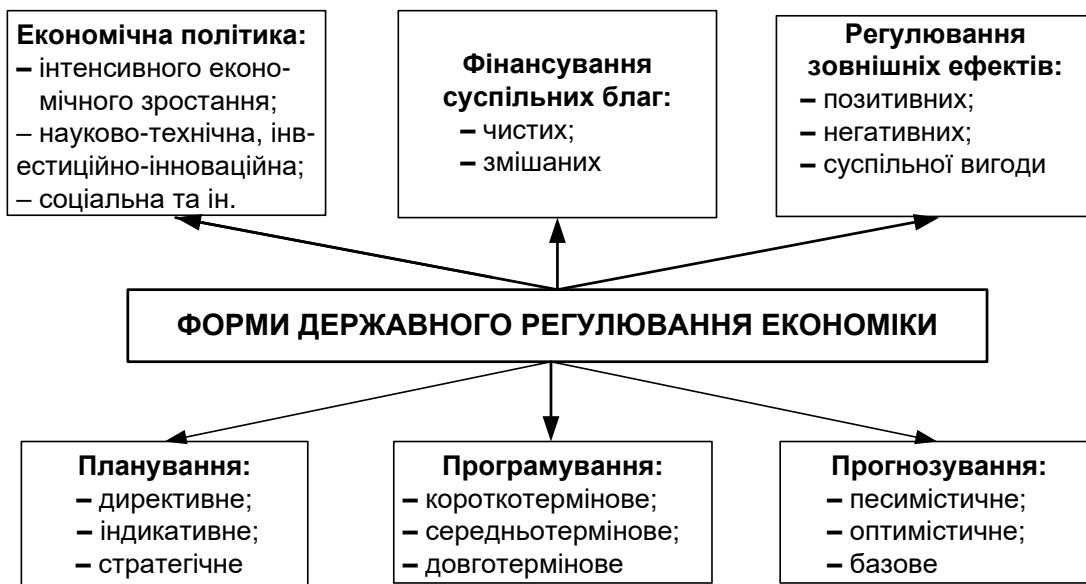 Економічна політика:
– інтенсивного еконо-
мічного зростання;
– науково-технічна, інв-
естиційно-інноваційна;
– соціальна та ін.
Фінансування
суспільних благ:
– чистих;
– змішаних
Регулювання
зовнішніх ефектів:
– позитивних;
– негативних;
– суспільної вигоди
ФОРМИ ДЕРЖАВНОГО РЕГУЛЮВАННЯ ЕКОНОМІКИ
Планування:
– директивне;
– індикативне;
– стратегічне
Програмування:
– короткотермінове;
– середньотермінове;
– довготермінове
Прогнозування:
– песимістичне;
– оптимістичне;
– базове